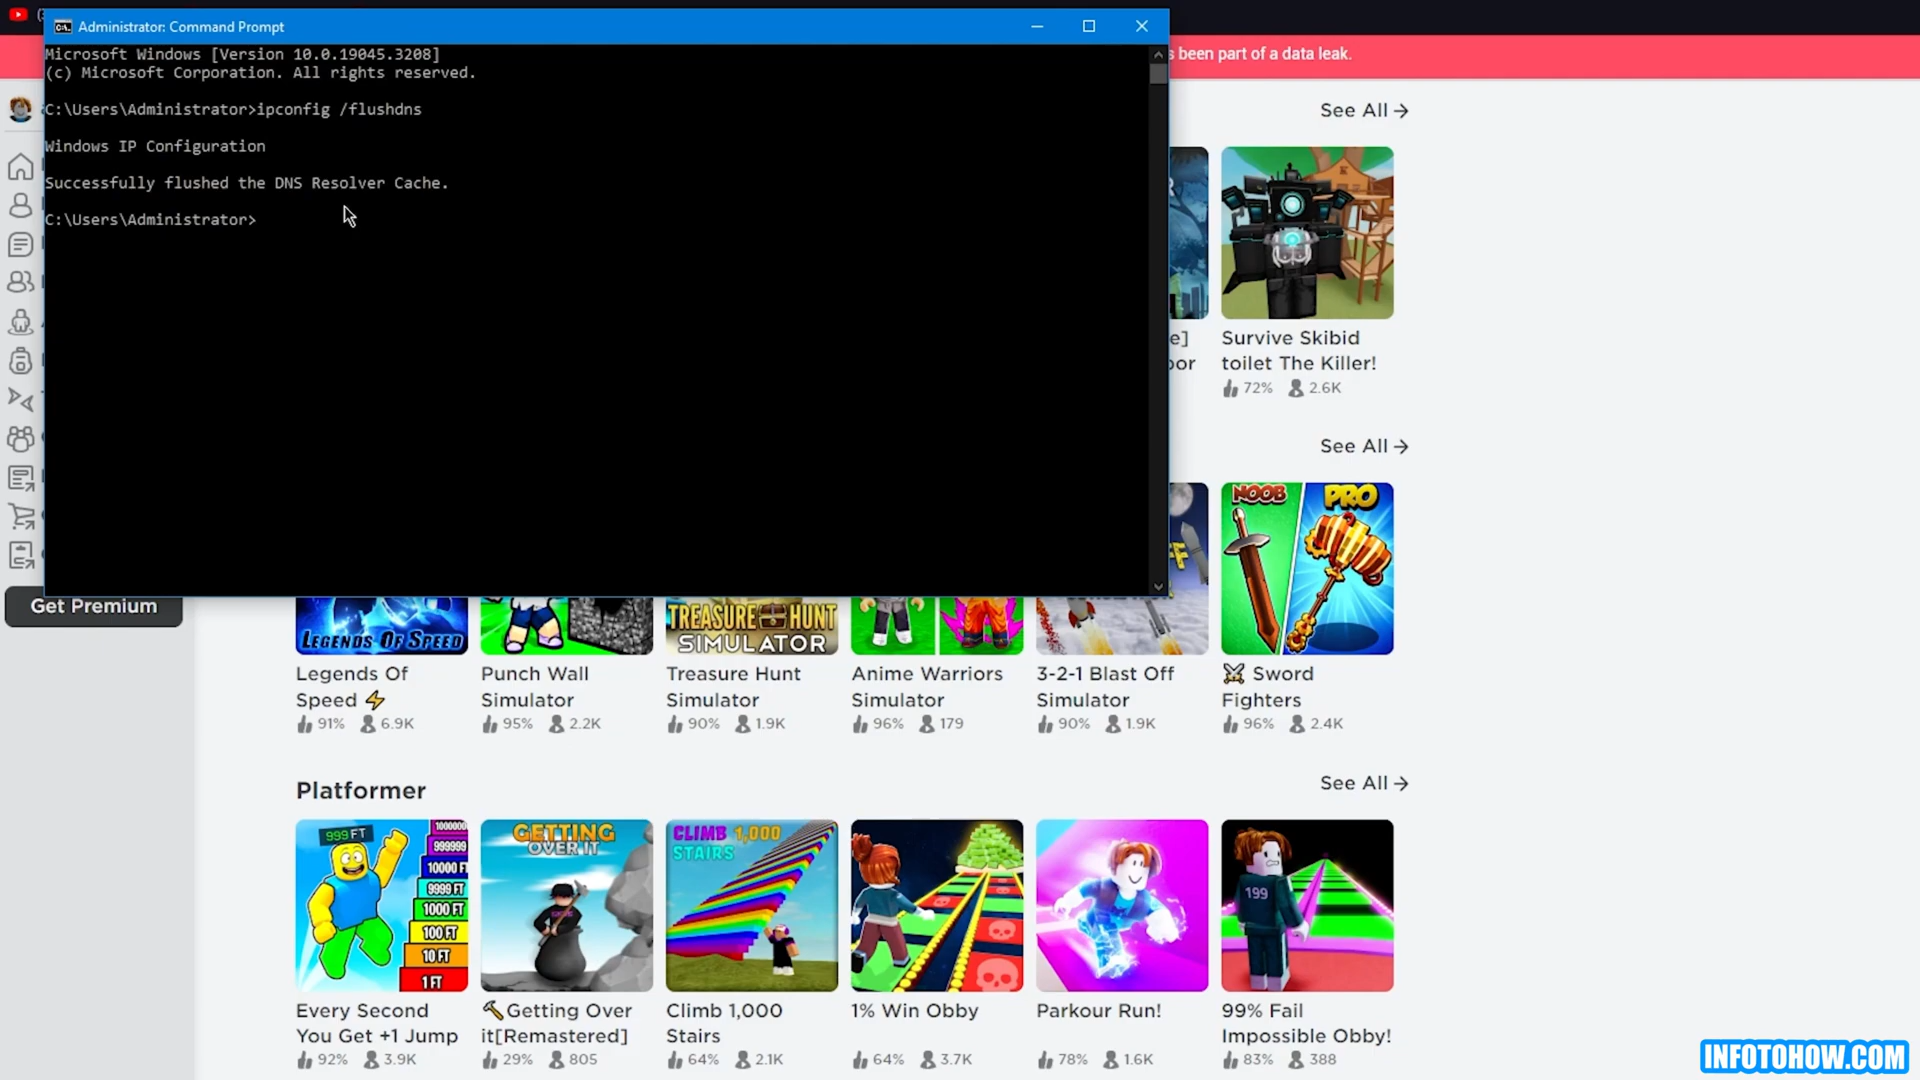 Administrator: Command Prompt
Microsoft Windows [Version 10.0.19045.3208]
(c) Microsoft Corporation. All rights reserved.
C:\Users\Administrator>ipconfig /flushdns
Windows IP Configuration
Successfully flushed the DNS Resolver Cache.
C:\Users\Administrator>
s been part of a data leak.
See All
Survive Skibid
toilet The Killer!
72% 2.6K
See All
NOOB PRO
Get Premium
LEGENDS OF SPEED
TREASURE HUNT
SIMULATOR
Legends Of
Speed
91% 6.9K
Punch Wall
Simulator
95% 2.2K
Treasure Hunt
Simulator
90% 1.9K
Anime Warriors
Simulator
96% 179
3-2-1 Blast Off
Simulator
90% 1.9K
Sword
Fighters
96% 2.4K
Platformer
See All
999 FT
999999
10000 FT
9999 FT
1000 FT
100 FT
10 FT
1 FT
GETTING
OVER IT
CLIMB 1,000
STAIRS
199
Every Second
You Get +1 Jump
92% 3.9K
Getting Over
it[Remastered]
29% 805
Climb 1,000
Stairs
64% 2.1K
1% Win Obby
64% 3.7K
Parkour Run!
78% 1.6K
99% Fail
Impossible Obby!
83% 388
INFOTOHOW.COM